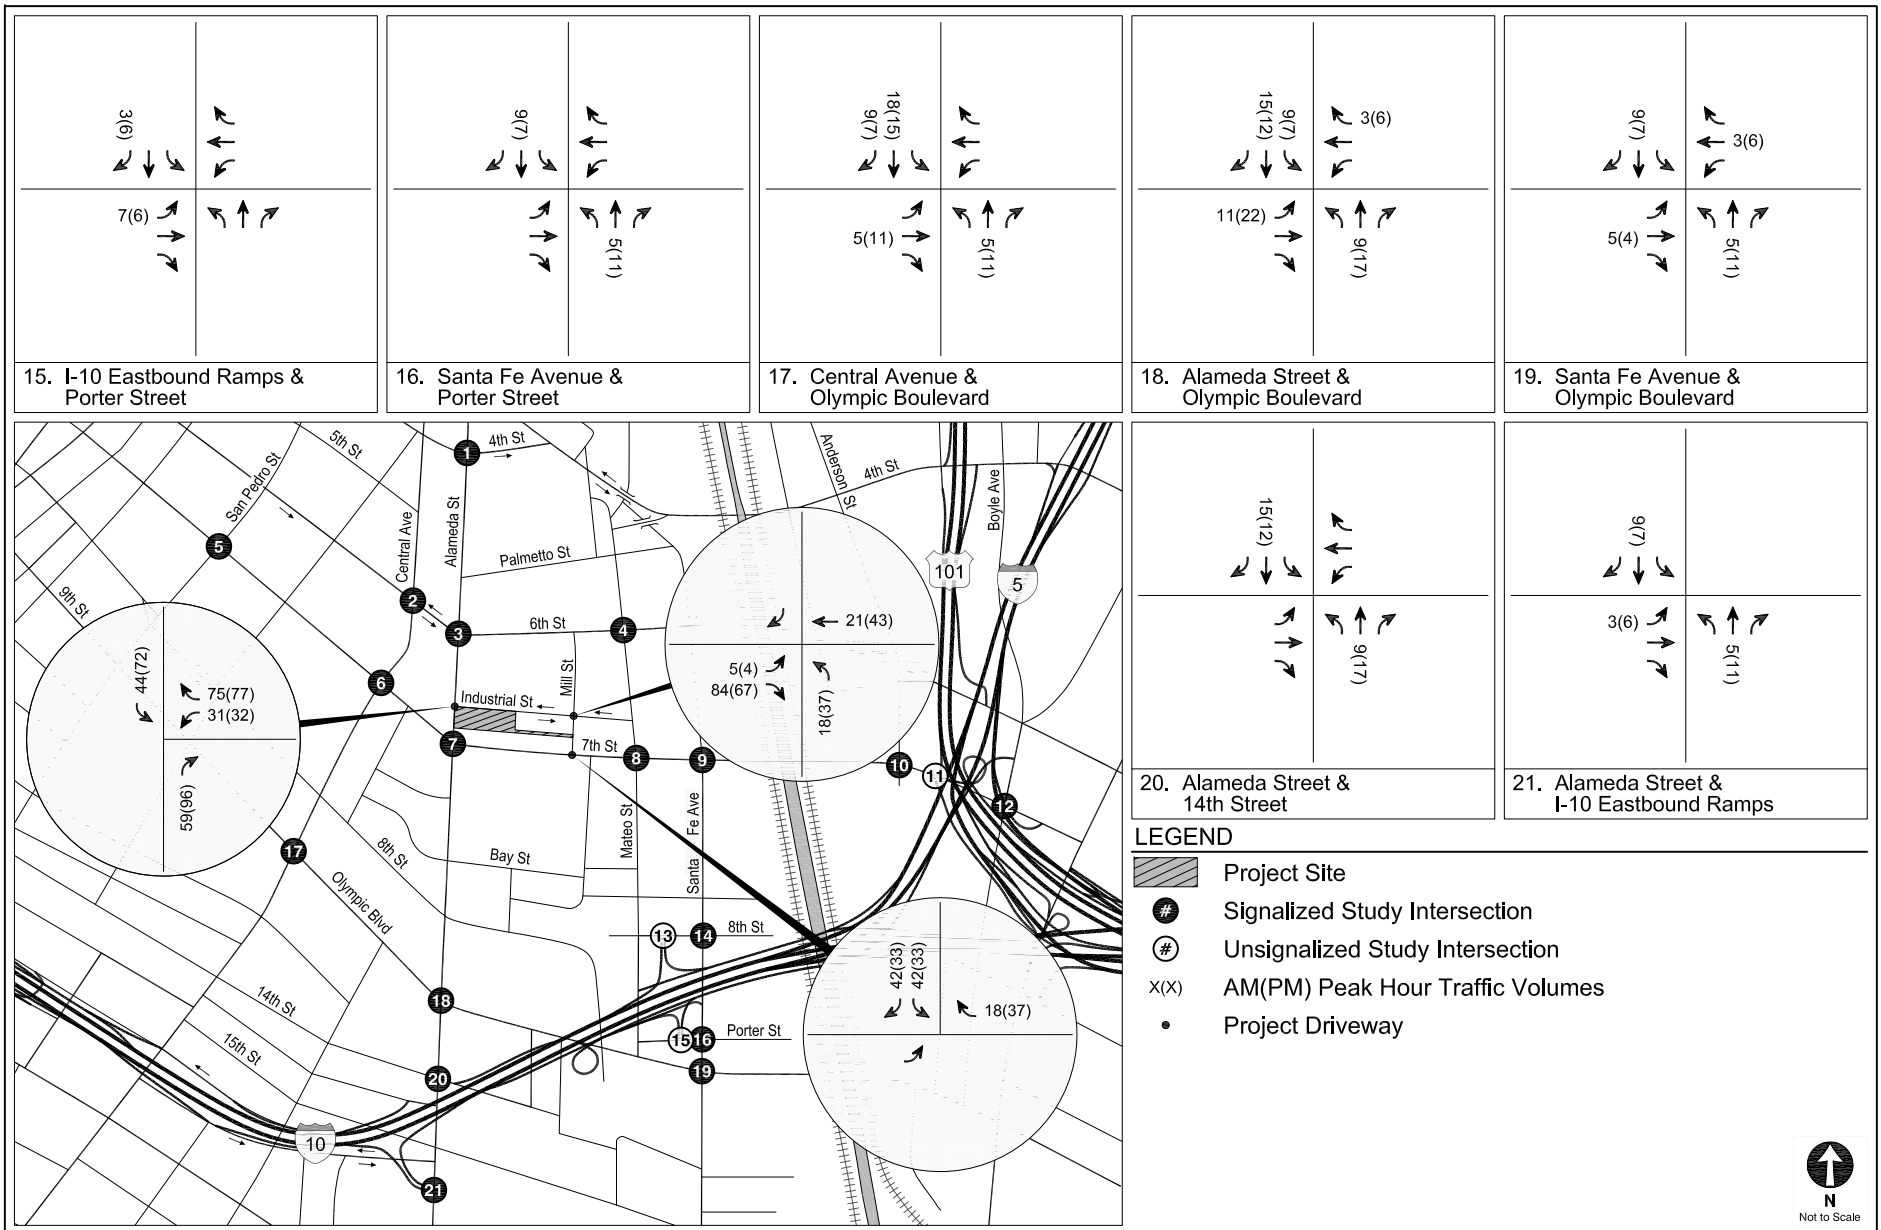 3(6)
7(6)
15. I-10 Eastbound Ramps &
Porter Street
9(7)
5(11)
16. Santa Fe Avenue &
Porter Street
9(7)
18(15)
5(11)
5(11)
17. Central Avenue &
Olympic Boulevard
15(12)
9(7)
3(6)
11(22)
9(17)
18. Alameda Street &
Olympic Boulevard
9(7)
3(6)
5(4)
5(11)
19. Santa Fe Avenue &
Olympic Boulevard
5th St
San Pedro St
9th St
Central Ave
Alameda St
4th St
Palmetto St
6th St
Mill St
Industrial St
7th St
Anderson St
4th St
Boyle Ave
101
5
1
2
3
4
5
6
7
8
9
10
11
12
13
14
15
16
17
18
19
20
21
44(72)
75(77)
31(32)
59(96)
21(43)
5(4)
84(67)
18(37)
42(33)
42(33)
18(37)
8th St
Olympic Blvd
Bay St
Mateo St
Santa Fe Ave
8th St
Porter St
14th St
15th St
10
15(12)
9(17)
20. Alameda Street &
14th Street
9(7)
3(6)
5(11)
21. Alameda Street &
I-10 Eastbound Ramps
LEGEND
Project Site
# Signalized Study Intersection
# Unsignalized Study Intersection
X(X) AM(PM) Peak Hour Traffic Volumes
Project Driveway
N
Not to Scale